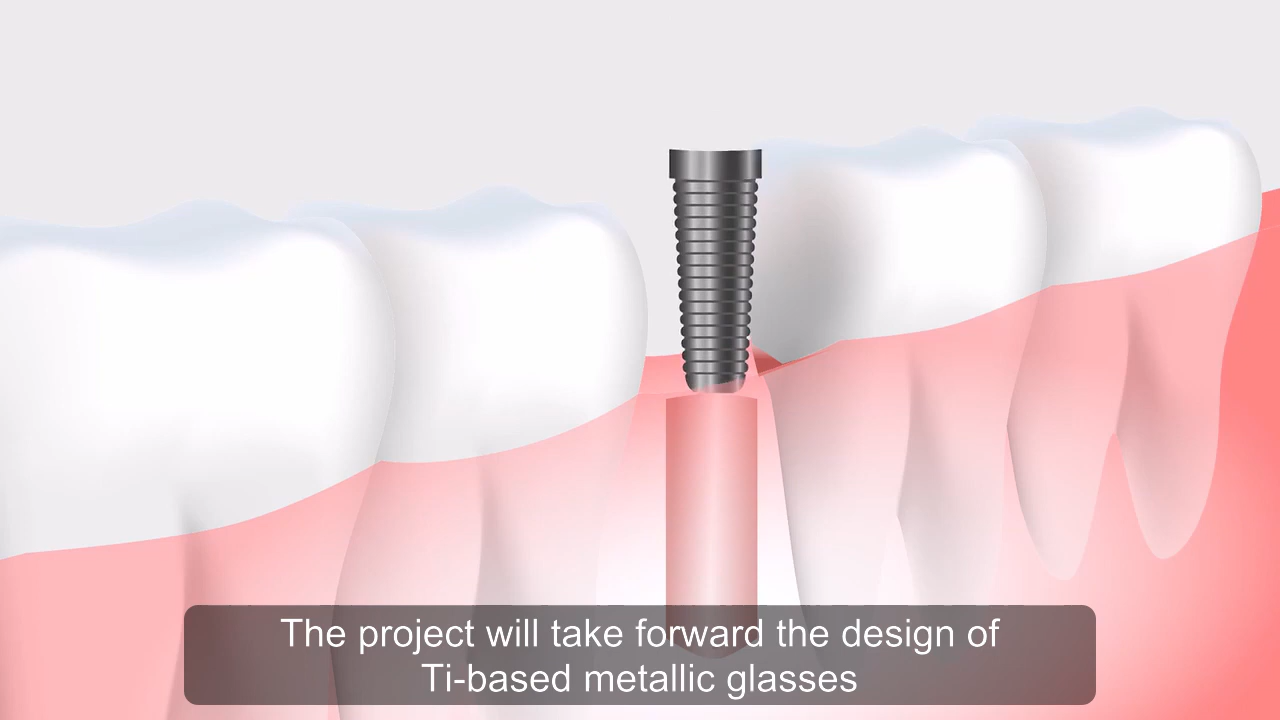 The project will take forward the design of
Ti-based metallic glasses